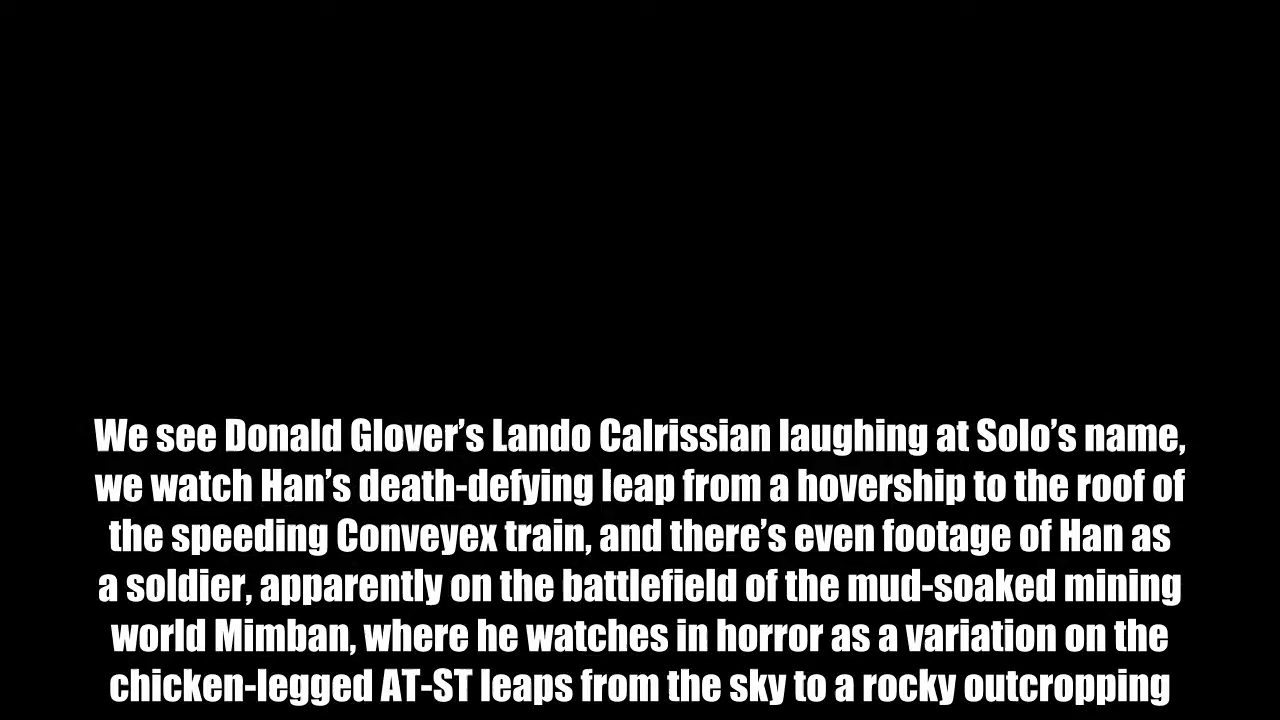 We see Donald Glover’s Lando Calrissian laughing at Solo’s name,
we watch Han’s death-defying leap from a hovership to the roof of
the speeding Conveyex train, and there’s even footage of Han as
a soldier, apparently on the battlefield of the mud-soaked mining
world Mimban, where he watches in horror as a variation on the
chicken-legged AT-ST leaps from the sky to a rocky outcropping